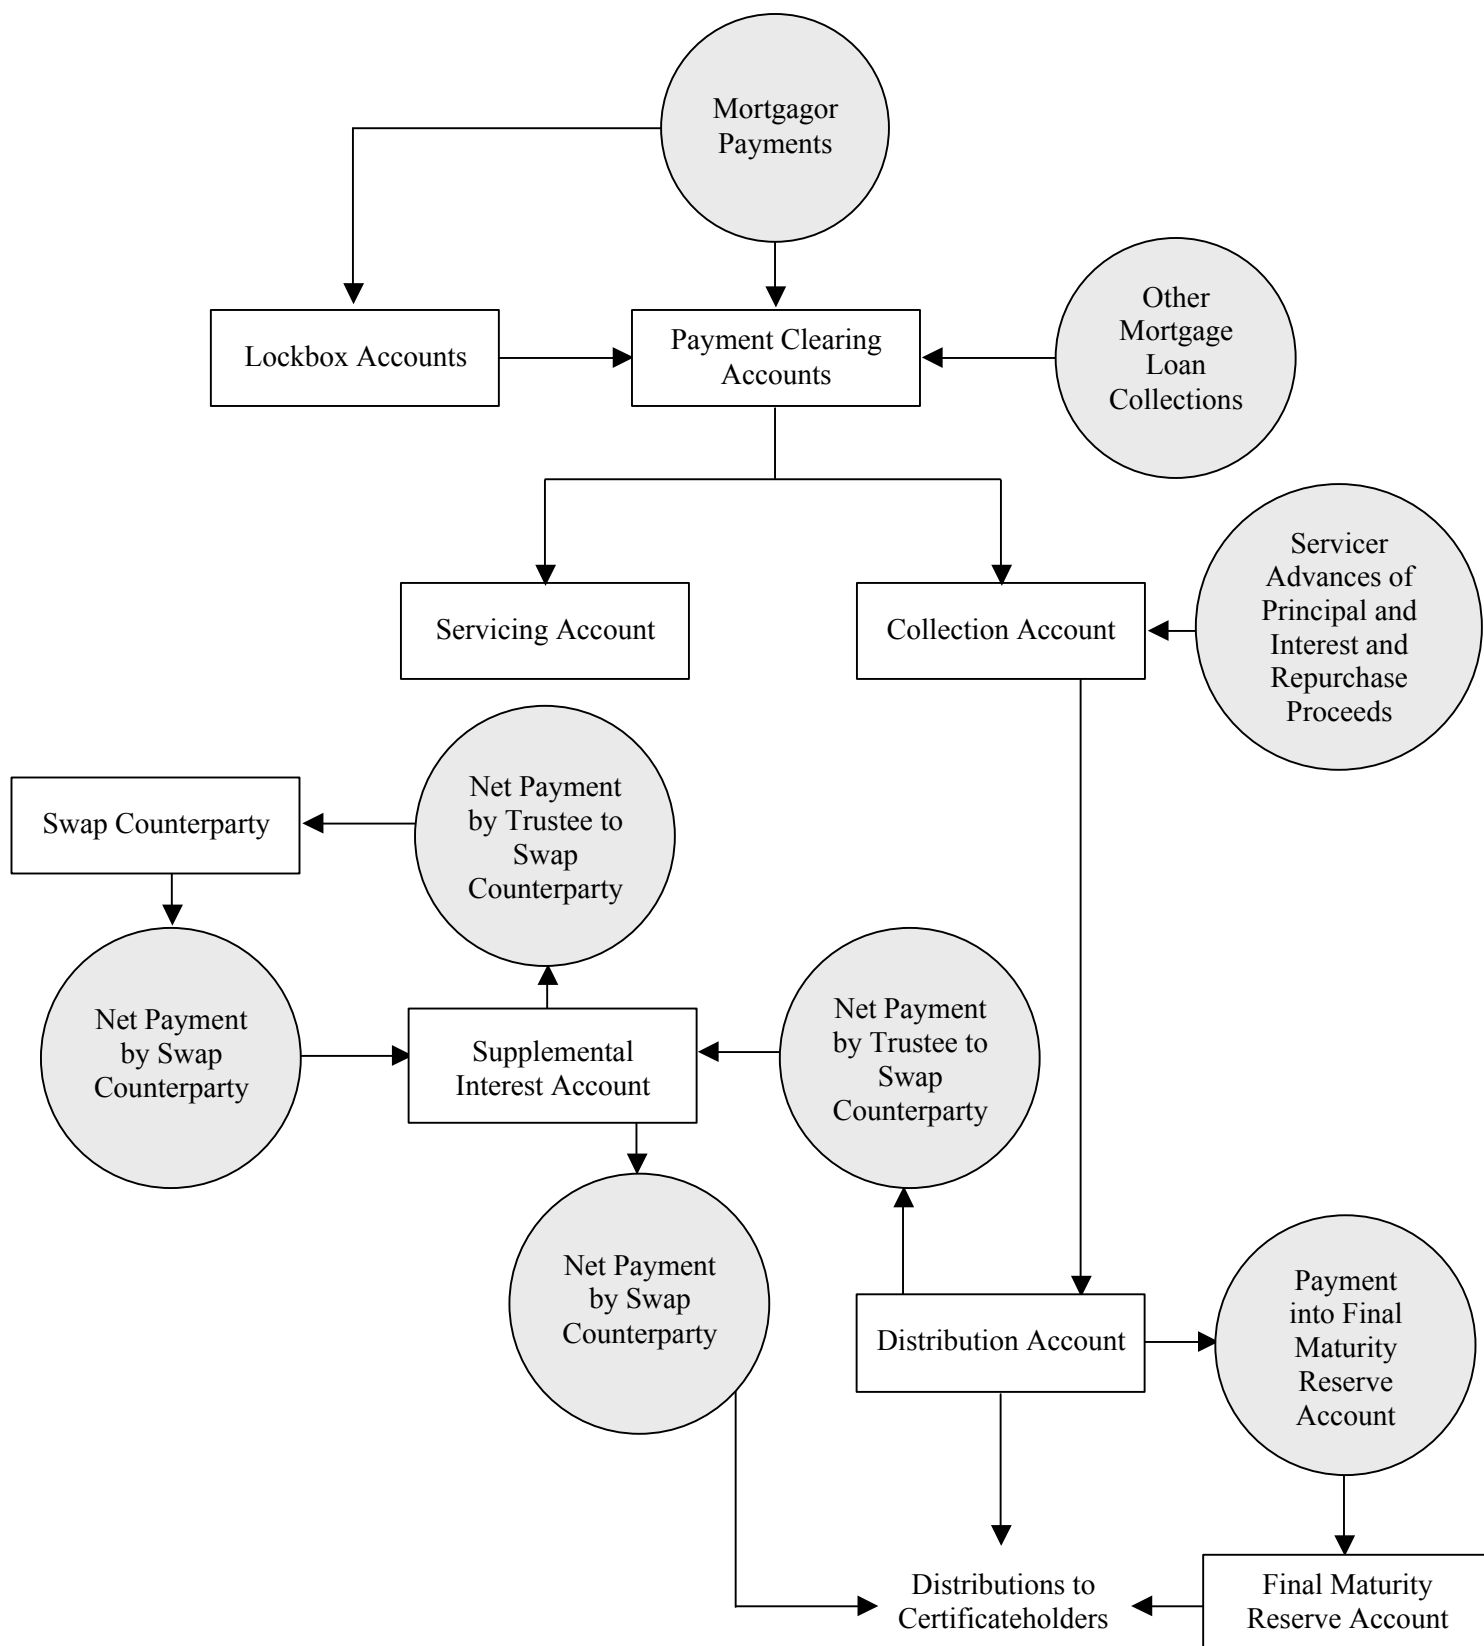 Mortgagor
Payments
Other
Mortgage
Loan
Collections
Lockbox Accounts
Payment Clearing
Accounts
Servicer
Advances of
Principal and
Interest and
Repurchase
Proceeds
Servicing Account
Collection Account
Net Payment
by Trustee to
Swap
Counterparty
Swap Counterparty
Net Payment
by Swap
Counterparty
Supplemental
Interest Account
Net Payment
by Trustee to
Swap
Counterparty
Net Payment
by Swap
Counterparty
Distribution Account
Payment
into Final
Maturity
Reserve
Account
Distributions to
Certificateholders
Final Maturity
Reserve Account